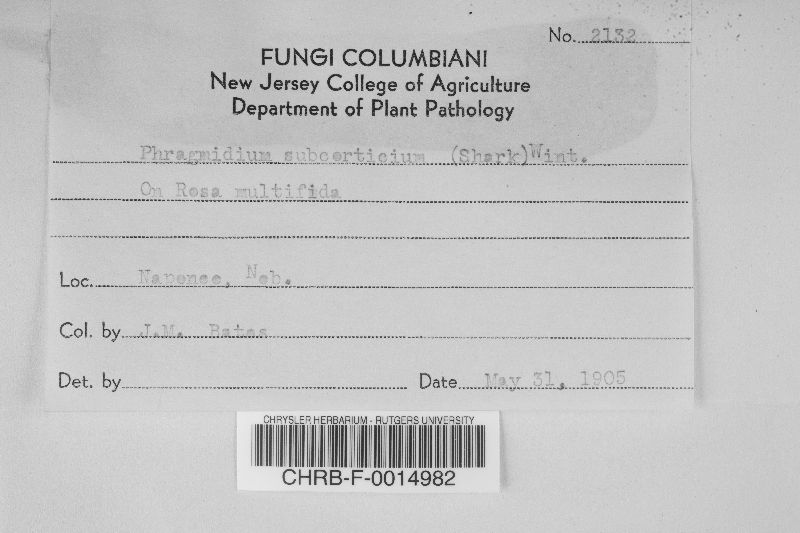 No. 2132
FUNGI COLUMBIANI
New Jersey College of Agriculture
Department of Plant Pathology
Phragmidium subcorticium (Shark)Wint.
On Rosa multifida
Loc. Naponee, Neb.
Col. by J.M. Bates
Det. by
Date May 31, 1905
CHRYSLER HERBARIUM - RUTGERS UNIVERSITY
CHRB-F-0014982